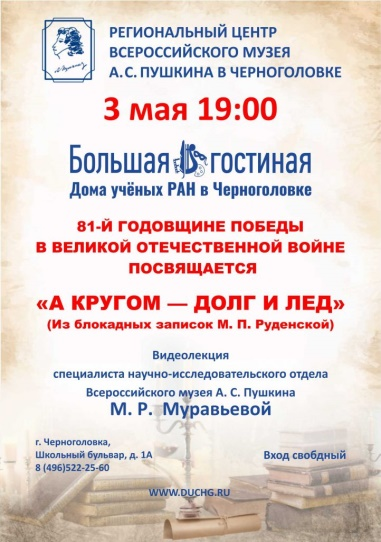 РЕГИОНАЛЬНЫЙ ЦЕНТР
ВСЕРОССИЙСКОГО МУЗЕЯ
А.С. ПУШКИНА В ЧЕРНОГОЛОВКЕ
3 мая 19:00
Большая гостиная
Дома учёных РАН в Черноголовке
81-Й ГОДОВЩИНЕ ПОБЕДЫ
В ВЕЛИКОЙ ОТЕЧЕСТВЕННОЙ ВОЙНЕ
ПОСВЯЩАЕТСЯ
«А КРУГОМ — ДОЛГ И ЛЕД»
(Из блокадных записок М. П. Руденской)
Видеолекция
специалиста научно-исследовательского отдела
Всероссийского музея А. С. Пушкина
М. Р. Муравьевой
г. Черноголовка,
Школьный бульвар, д. 1А
8 (496)522-25-60
Вход свобдный
WWW.DUCHG.RU